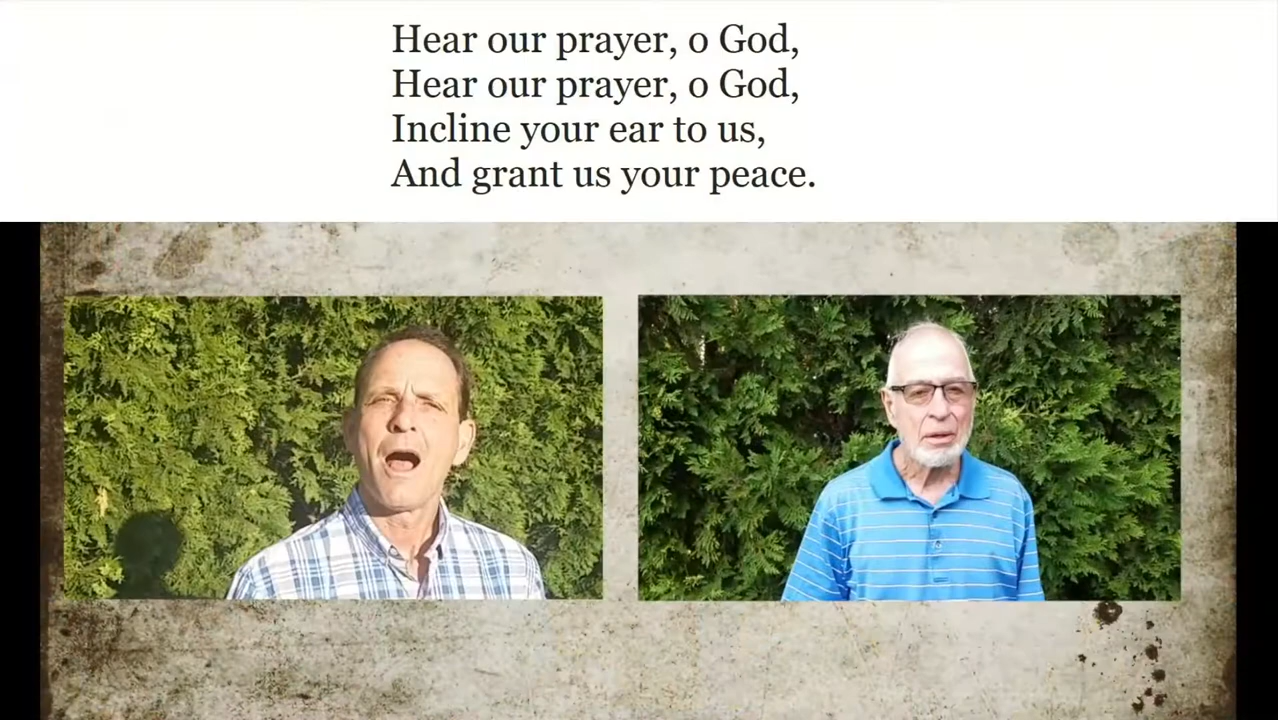 Hear our prayer, o God,
Hear our prayer, o God,
Incline your ear to us,
And grant us your peace.